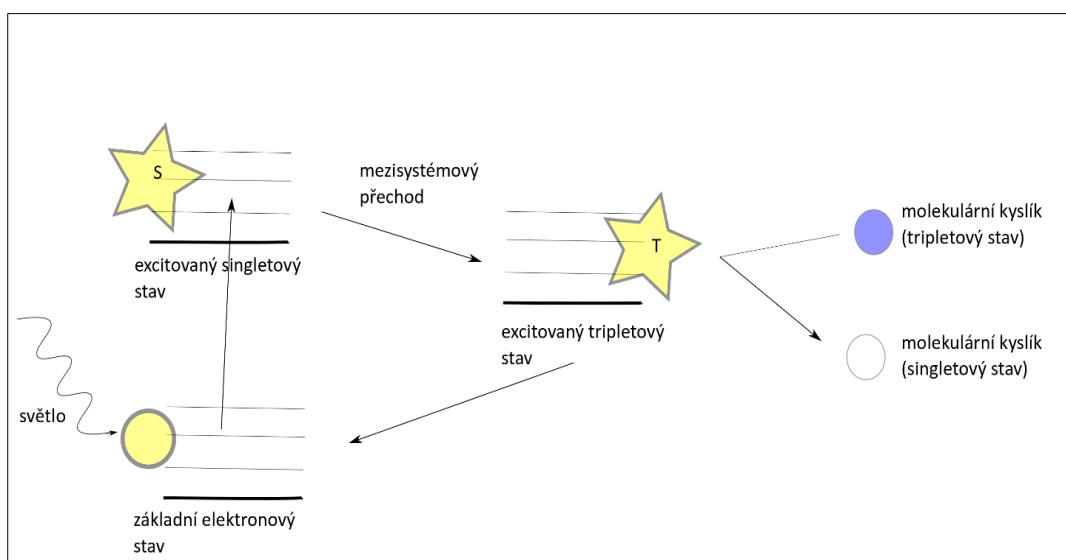 S
mezisystémový
přechod
excitovaný singletový
stav
T
molekulární kyslík
(tripletový stav)
excitovaný tripletový
stav
molekulární kyslík
(singletový stav)
světlo
základní elektronový
stav